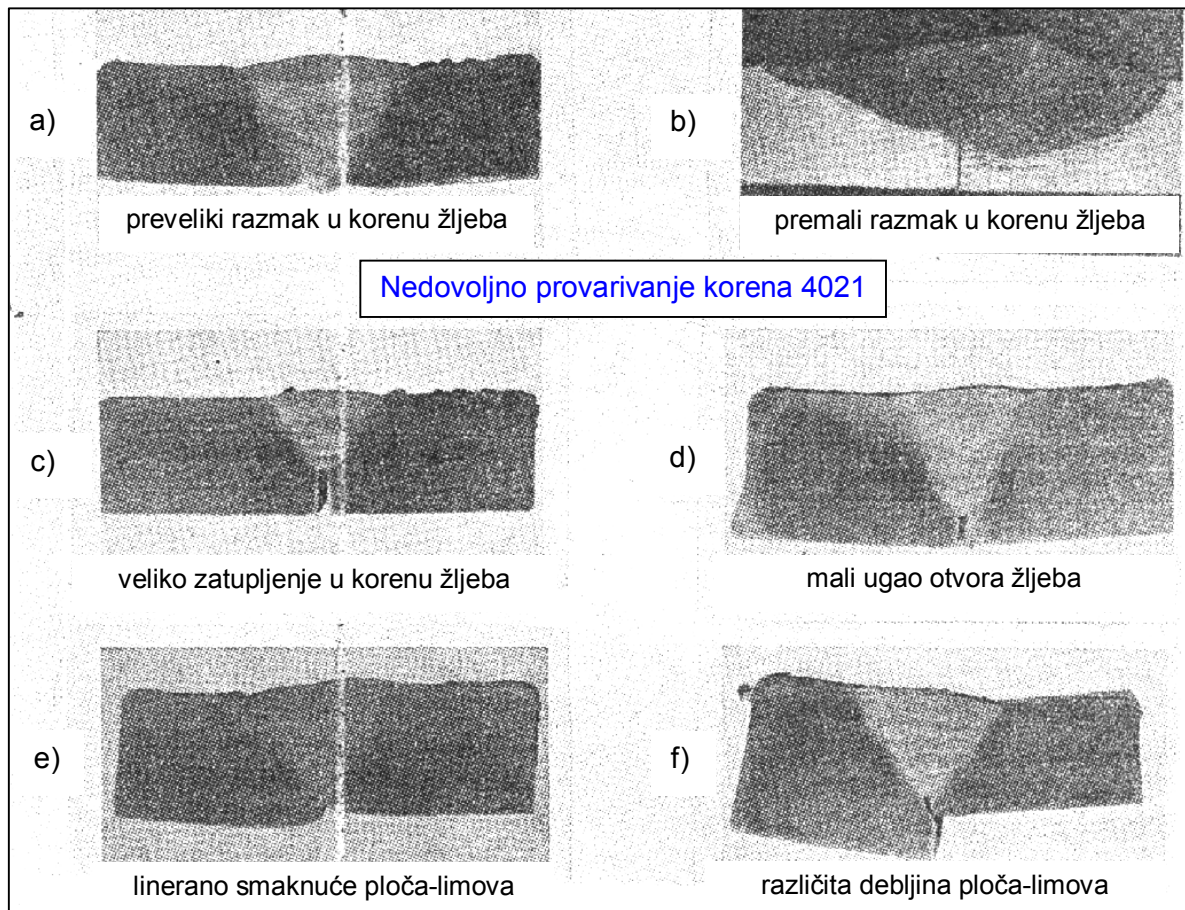 a)
preveliki razmak u korenu žljeba
b)
premali razmak u korenu žljeba
Nedovoljno provarivanje korena 4021
c)
veliko zatupljenje u korenu žljeba
d)
mali ugao otvora žljeba
e)
linerano smaknuće ploča-limova
f)
različita debljina ploča-limova